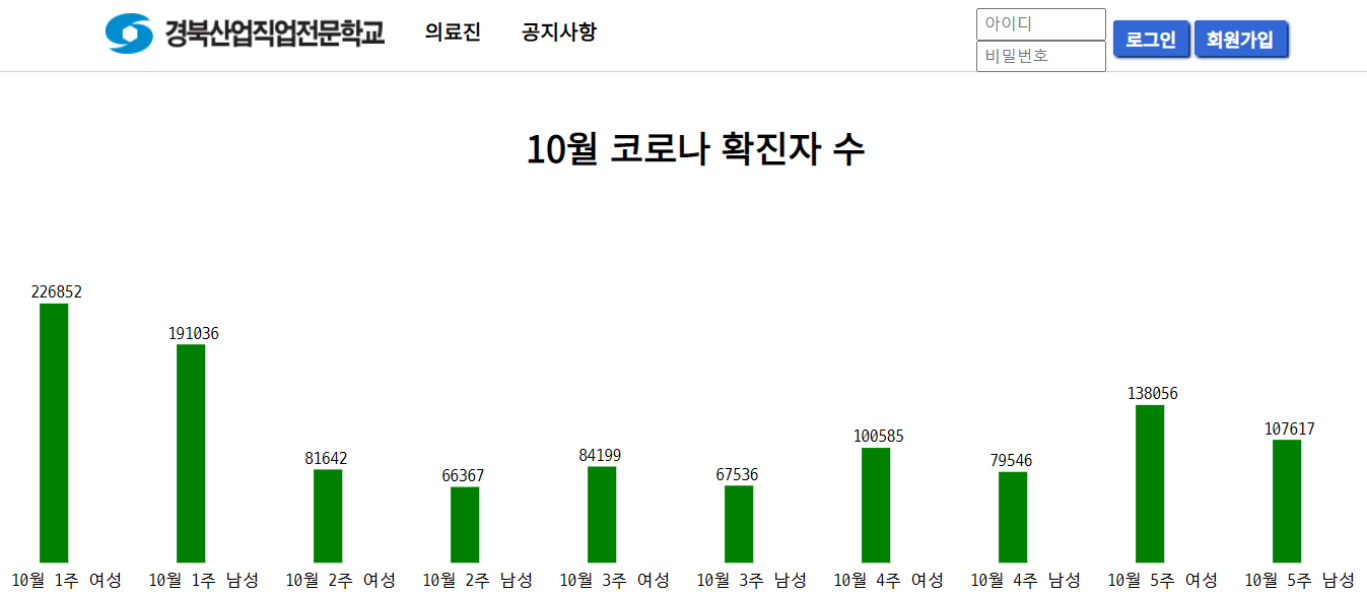 경북산업직업전문학교 의료진 공지사항
아이디
비밀번호
로그인 회원가입
10월 코로나 확진자 수
226852
191036
81642
66367
84199
67536
100585
79546
138056
107617
10월 1주 여성 10월 1주 남성 10월 2주 여성 10월 2주 남성 10월 3주 여성 10월 3주 남성 10월 4주 여성 10월 4주 남성 10월 5주 여성 10월 5주 남성